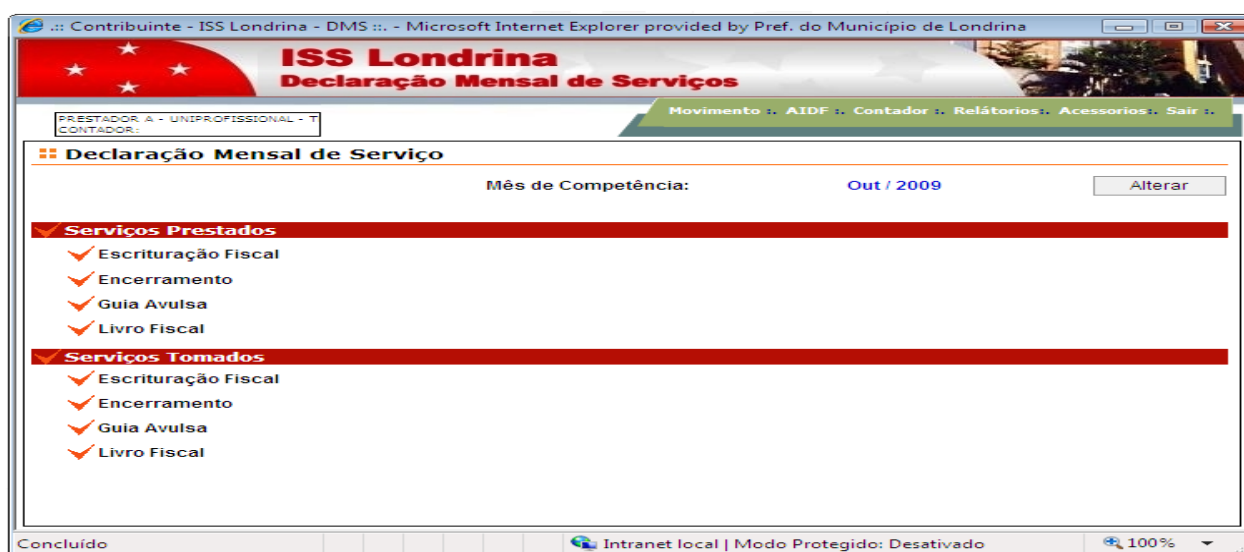 .:: Contribuinte - ISS Londrina - DMS ::. - Microsoft Internet Explorer provided by Pref. do Município de Londrina
ISS Londrina
Declaração Mensal de Serviços
Movimento :. AIDF :. Contador :. Relátorios:. Acessorios:. Sair :.
PRESTADOR A - UNIPROFISSIONAL - T
CONTADOR:
Declaração Mensal de Serviço
Mês de Competência: Out / 2009 Alterar
Serviços Prestados
Escrituração Fiscal
Encerramento
Guia Avulsa
Livro Fiscal
Serviços Tomados
Escrituração Fiscal
Encerramento
Guia Avulsa
Livro Fiscal
Concluído Intranet local | Modo Protegido: Desativado 100%